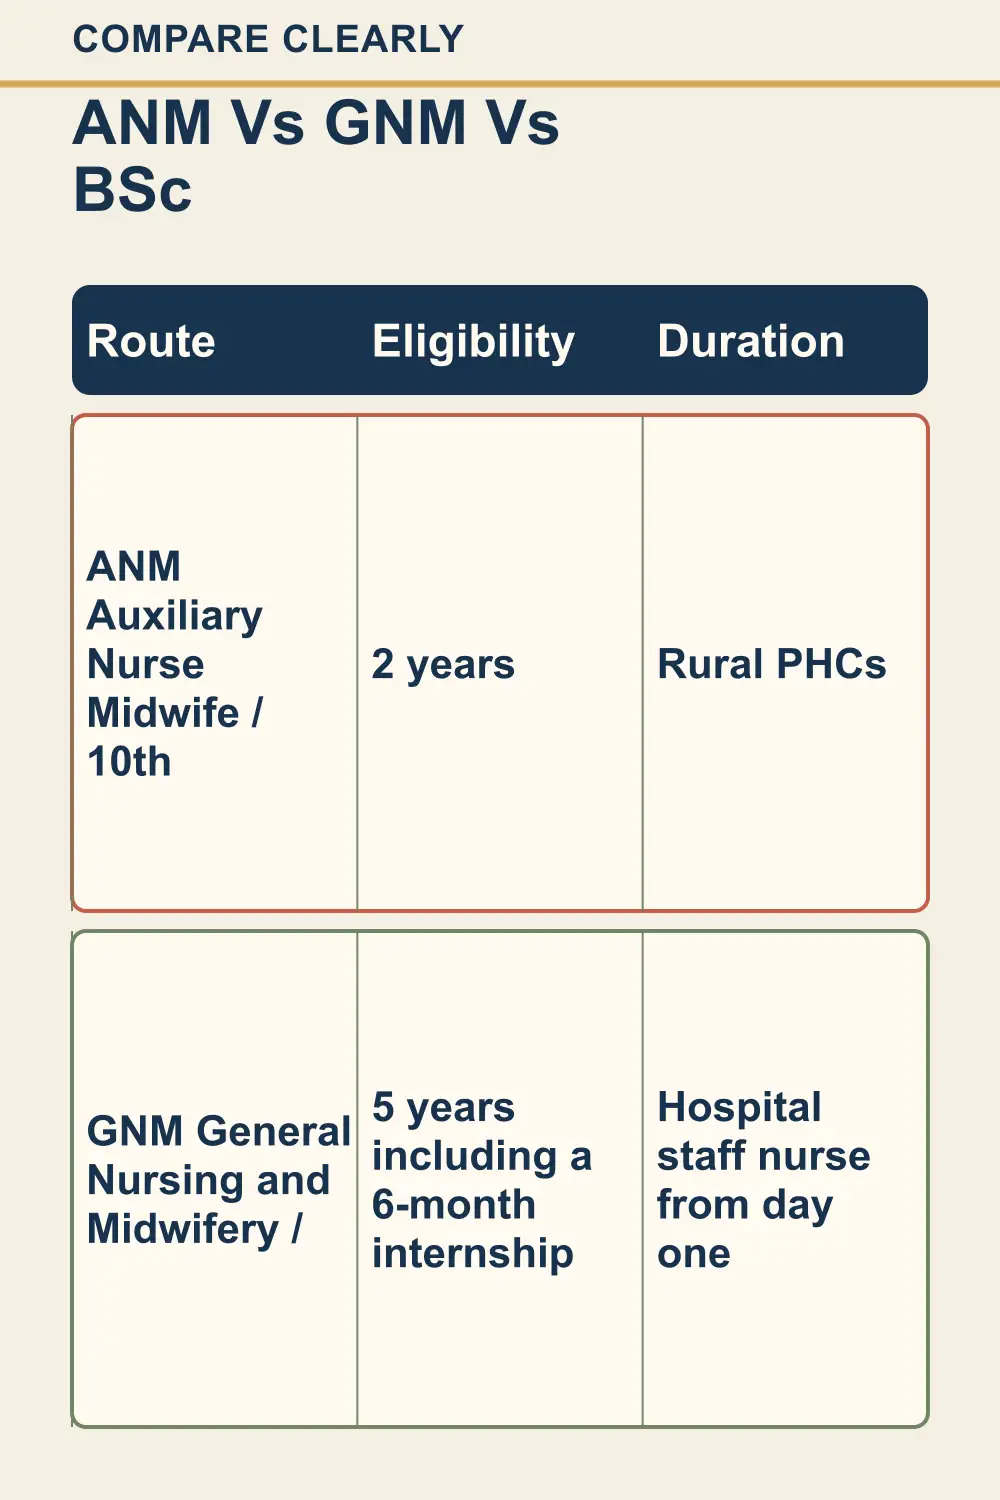 COMPARE CLEARLY
ANM Vs GNM Vs
BSc
Route Eligibility Duration
ANM
Auxiliary
Nurse
Midwife /
10th
2 years
Rural PHCs
GNM General
Nursing and
Midwifery /
5 years
including a
6-month
internship
Hospital
staff nurse
from day
one